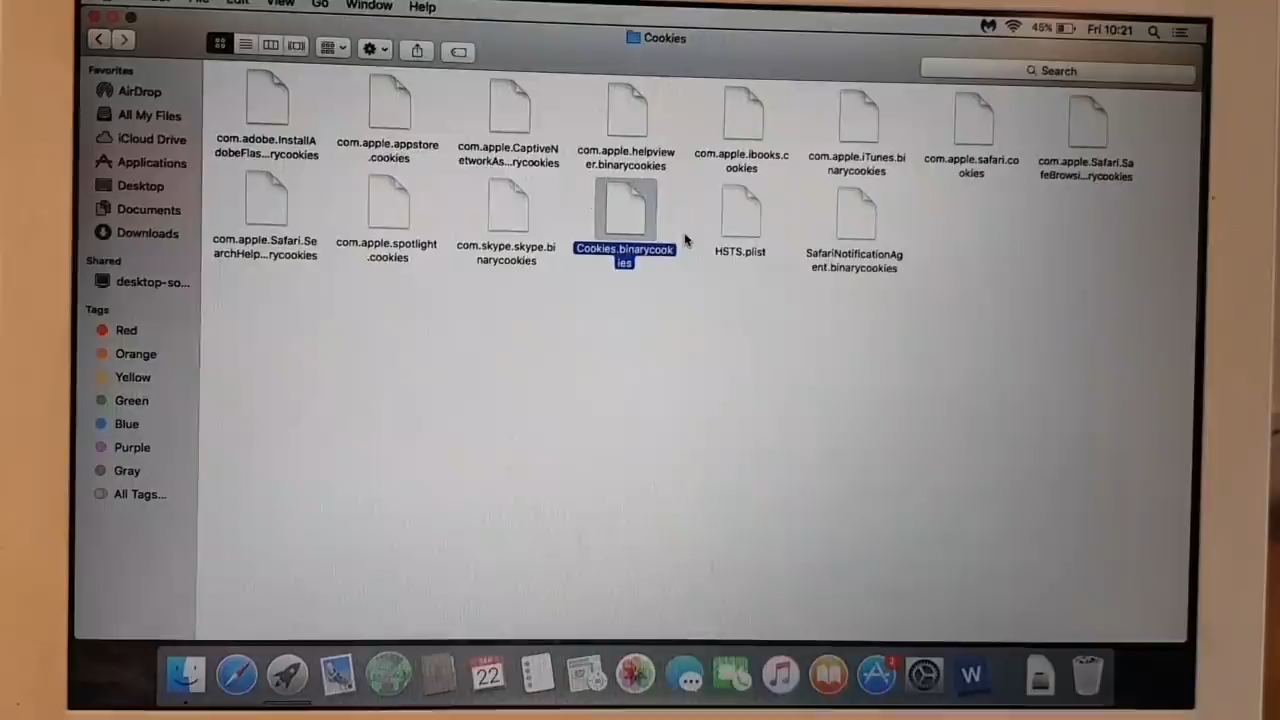 Edit View Go Window Help
45% Fri 10:21
Cookies
Search
Favorites
AirDrop
All My Files
iCloud Drive
Applications
Desktop
Documents
Downloads
Shared
desktop-so...
Tags
Red
Orange
Yellow
Green
Blue
Purple
Gray
All Tags...
com.adobe.InstallA
dobeFlas...rycookies
com.apple.appstore
.cookies
com.apple.CaptiveN
etworkAs...rycookies
com.apple.helpview
er.binarycookies
com.apple.ibooks.c
ookies
com.apple.iTunes.bi
narycookies
com.apple.safari.co
okies
com.apple.Safari.Sa
feBrowsi...rycookies
com.apple.Safari.Se
archHelp...rycookies
com.apple.spotlight
.cookies
com.skype.skype.bi
narycookies
Cookies.binarycook
ies
HSTS.plist
SafariNotificationAg
ent.binarycookies
22
2
W